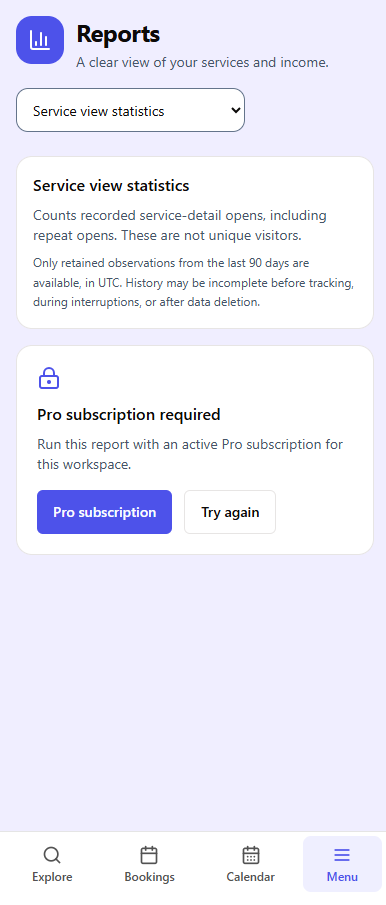 Reports
A clear view of your services and income.
Service view statistics
Service view statistics
Counts recorded service-detail opens, including
repeat opens. These are not unique visitors.
Only retained observations from the last 90 days are
available, in UTC. History may be incomplete before tracking,
during interruptions, or after data deletion.
Pro subscription required
Run this report with an active Pro subscription for
this workspace.
Pro subscription
Try again
Explore
Bookings
Calendar
Menu